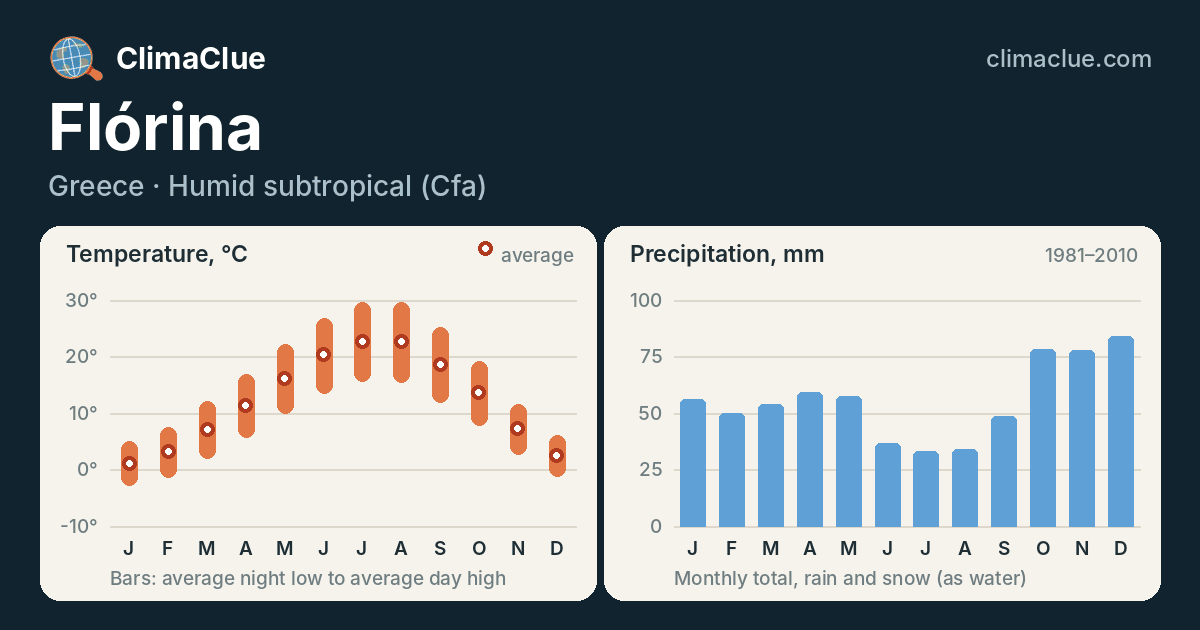 ClimaClue
climaclue.com
Flórina
Greece · Humid subtropical (Cfa)
Temperature, °C
average
30°
20°
10°
0°
-10°
J F M A M J J A S O N D
Bars: average night low to average day high
Precipitation, mm
1981–2010
100
75
50
25
0
J F M A M J J A S O N D
Monthly total, rain and snow (as water)